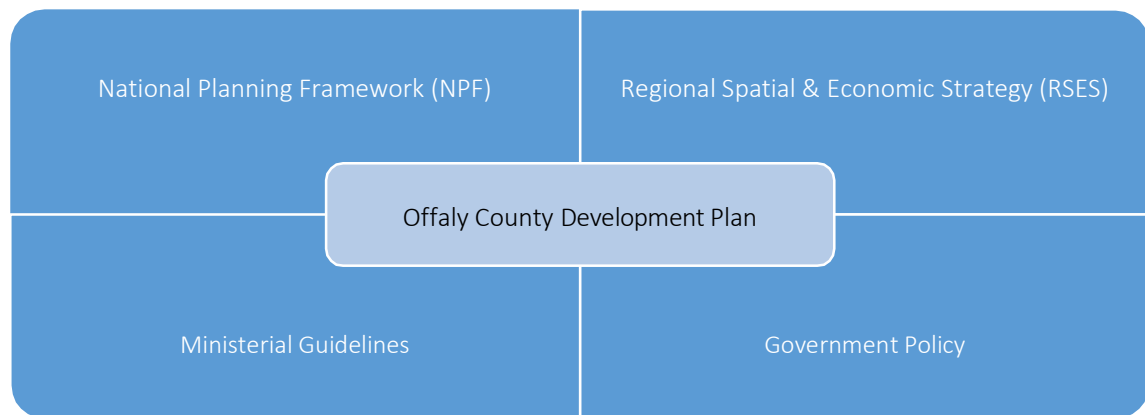 National Planning Framework (NPF)
Regional Spatial & Economic Strategy (RSES)
Offaly County Development Plan
Ministerial Guidelines
Government Policy